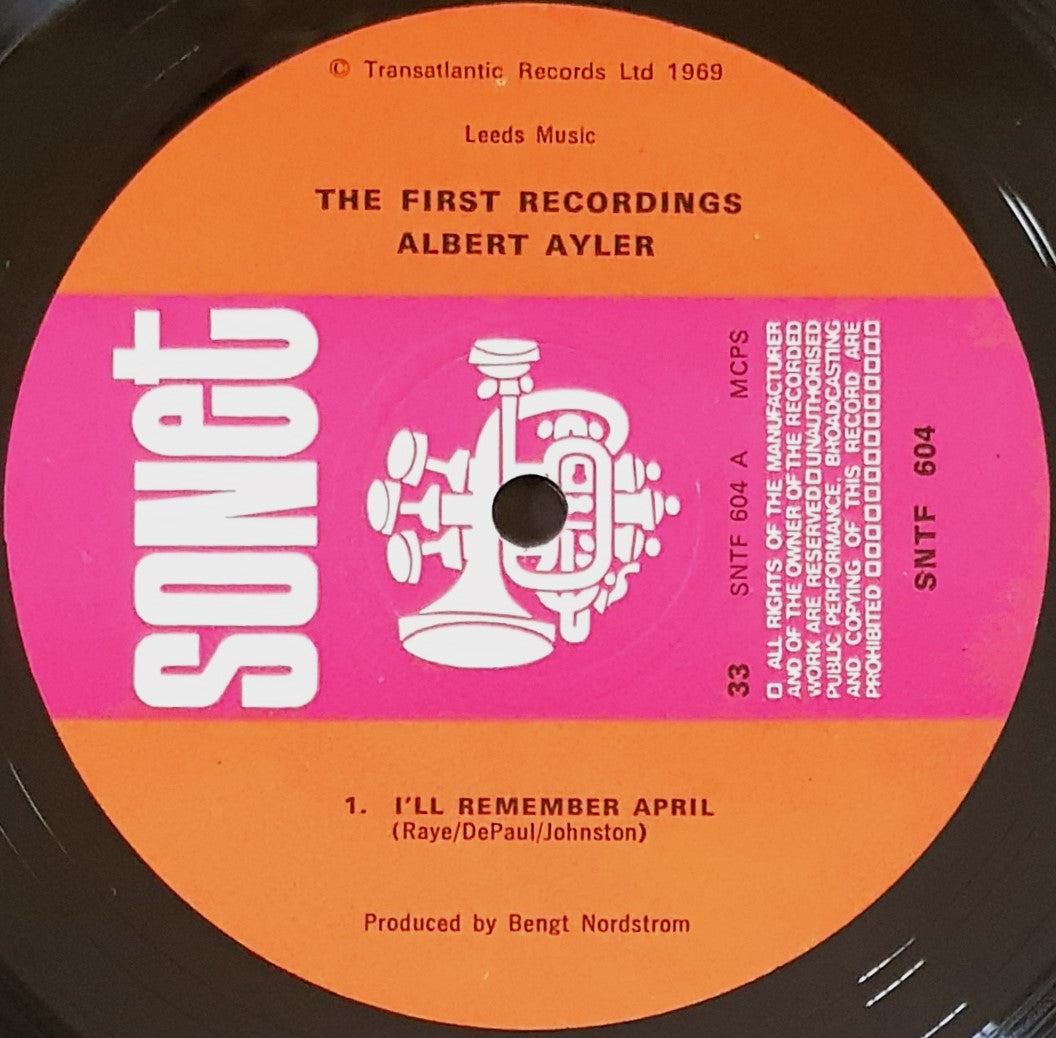 © Transatlantic Records Ltd 1969
Leeds Music
THE FIRST RECORDINGS
ALBERT AYLER
sonet
33 SNTF 604 A MCPS
□ ALL RIGHTS OF THE MANUFACTURER
AND OF THE OWNER OF THE RECORDED
WORK ARE RESERVED□UNAUTHORISED
PUBLIC PERFORMANCE, BROADCASTING
AND COPYING OF THIS RECORD ARE
PROHIBITED □□□□□□□□□□□□□
SNTF 604
1. I'LL REMEMBER APRIL
(Raye/DePaul/Johnston)
Produced by Bengt Nordstrom